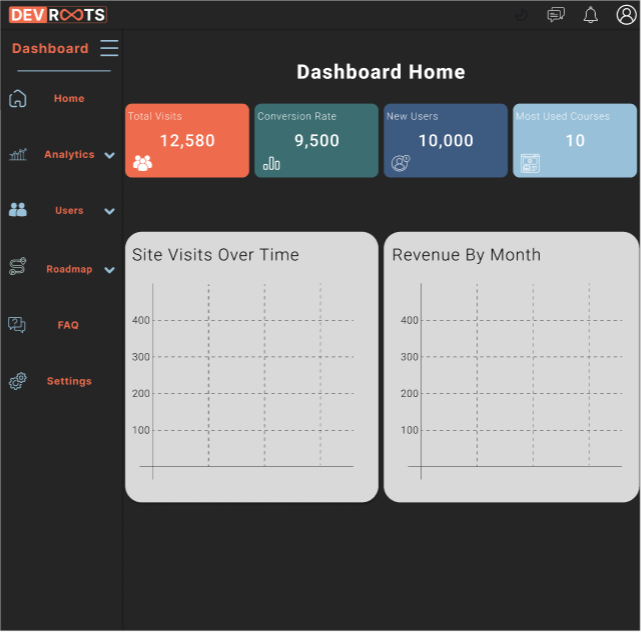 DEVROOTS
Dashboard
Home
Analytics
Users
Roadmap
FAQ
Settings
Dashboard Home
Total Visits
12,580
Conversion Rate
9,500
New Users
10,000
Most Used Courses
10
Site Visits Over Time
400
300
200
100
Revenue By Month
400
300
200
100